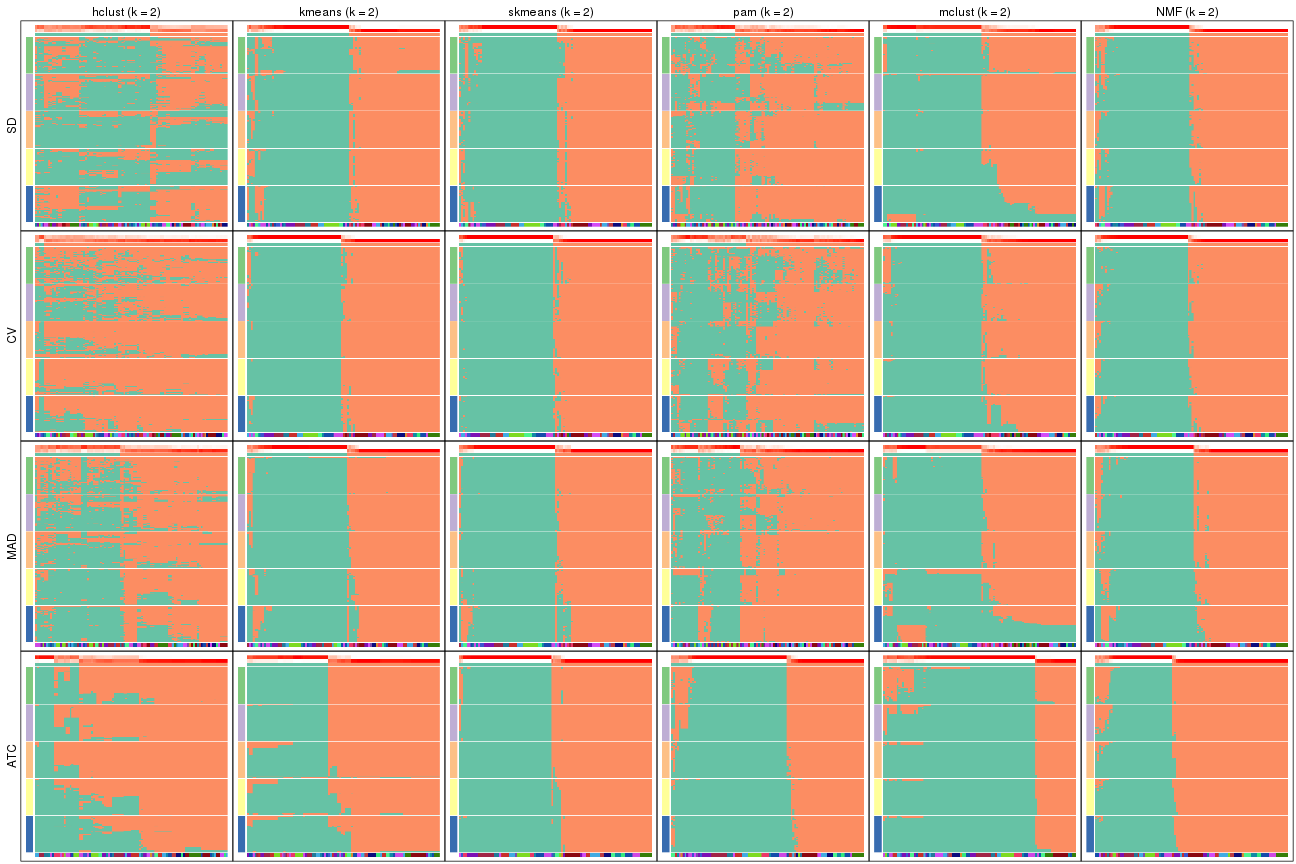 hclust (k = 2) kmeans (k = 2) skmeans (k = 2) pam (k = 2) mclust (k = 2) NMF (k = 2)
SD
CV
MAD
ATC